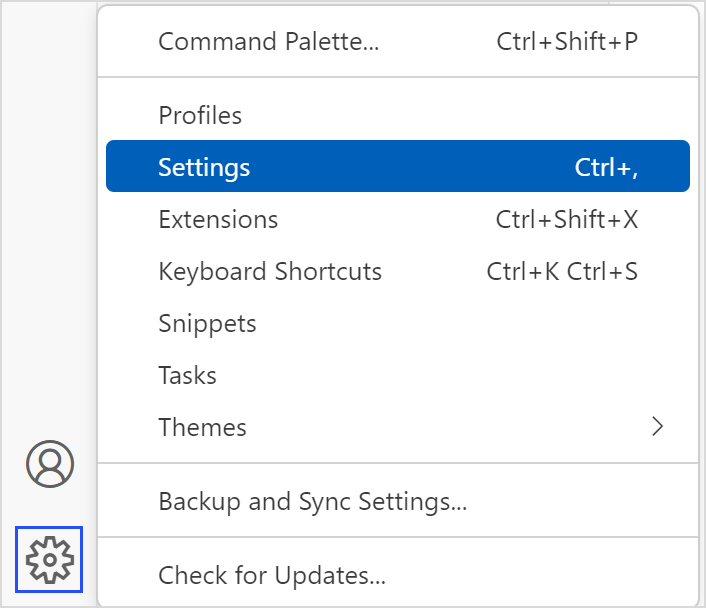 Command Palette... Ctrl+Shift+P
Profiles
Settings Ctrl+,
Extensions Ctrl+Shift+X
Keyboard Shortcuts Ctrl+K Ctrl+S
Snippets
Tasks
Themes
Backup and Sync Settings...
Check for Updates...